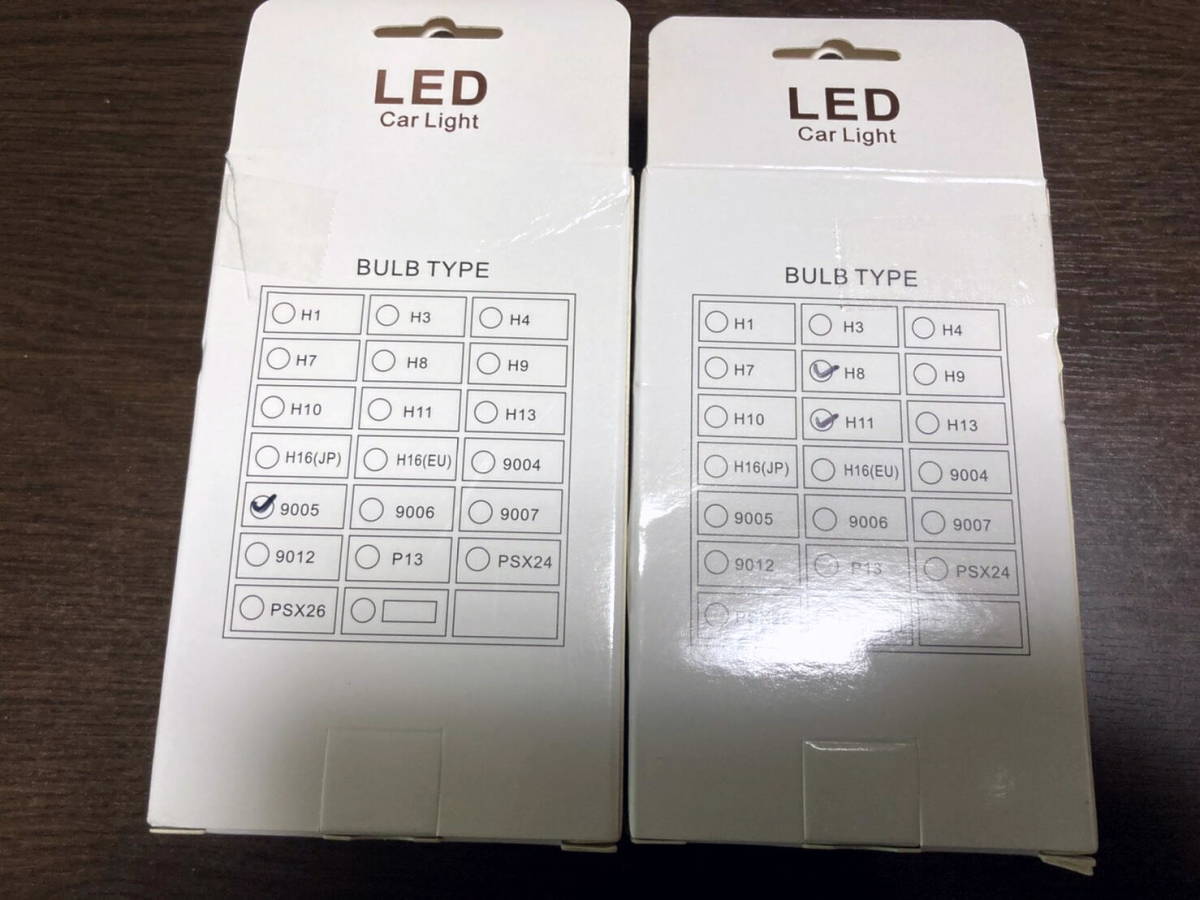 LED
Car Light
BULB TYPE
H1 H3 H4
H7 H8 H9
H10 H11 H13
H16(JP) H16(EU) 9004
9005 9006 9007
9012 P13 PSX24
PSX26
LED
Car Light
BULB TYPE
H1 H3 H4
H7 H8 H9
H10 H11 H13
H16(JP) H16(EU) 9004
9005 9006 9007
9012 P13 PSX24